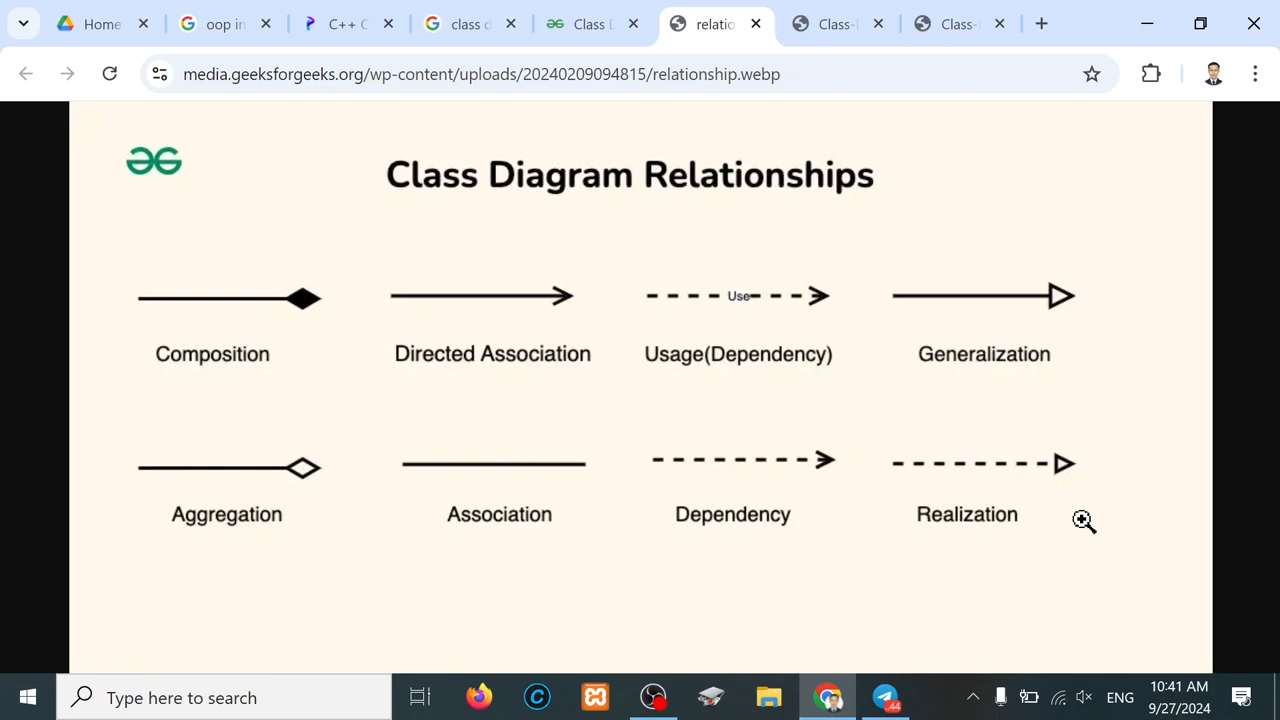 Home
oop in
C++ C
class d
Class D
relatio
Class-
Class-
media.geeksforgeeks.org/wp-content/uploads/20240209094815/relationship.webp
Class Diagram Relationships
Use
Composition
Directed Association
Usage(Dependency)
Generalization
Aggregation
Association
Dependency
Realization
Type here to search
.44
ENG
10:41 AM
9/27/2024